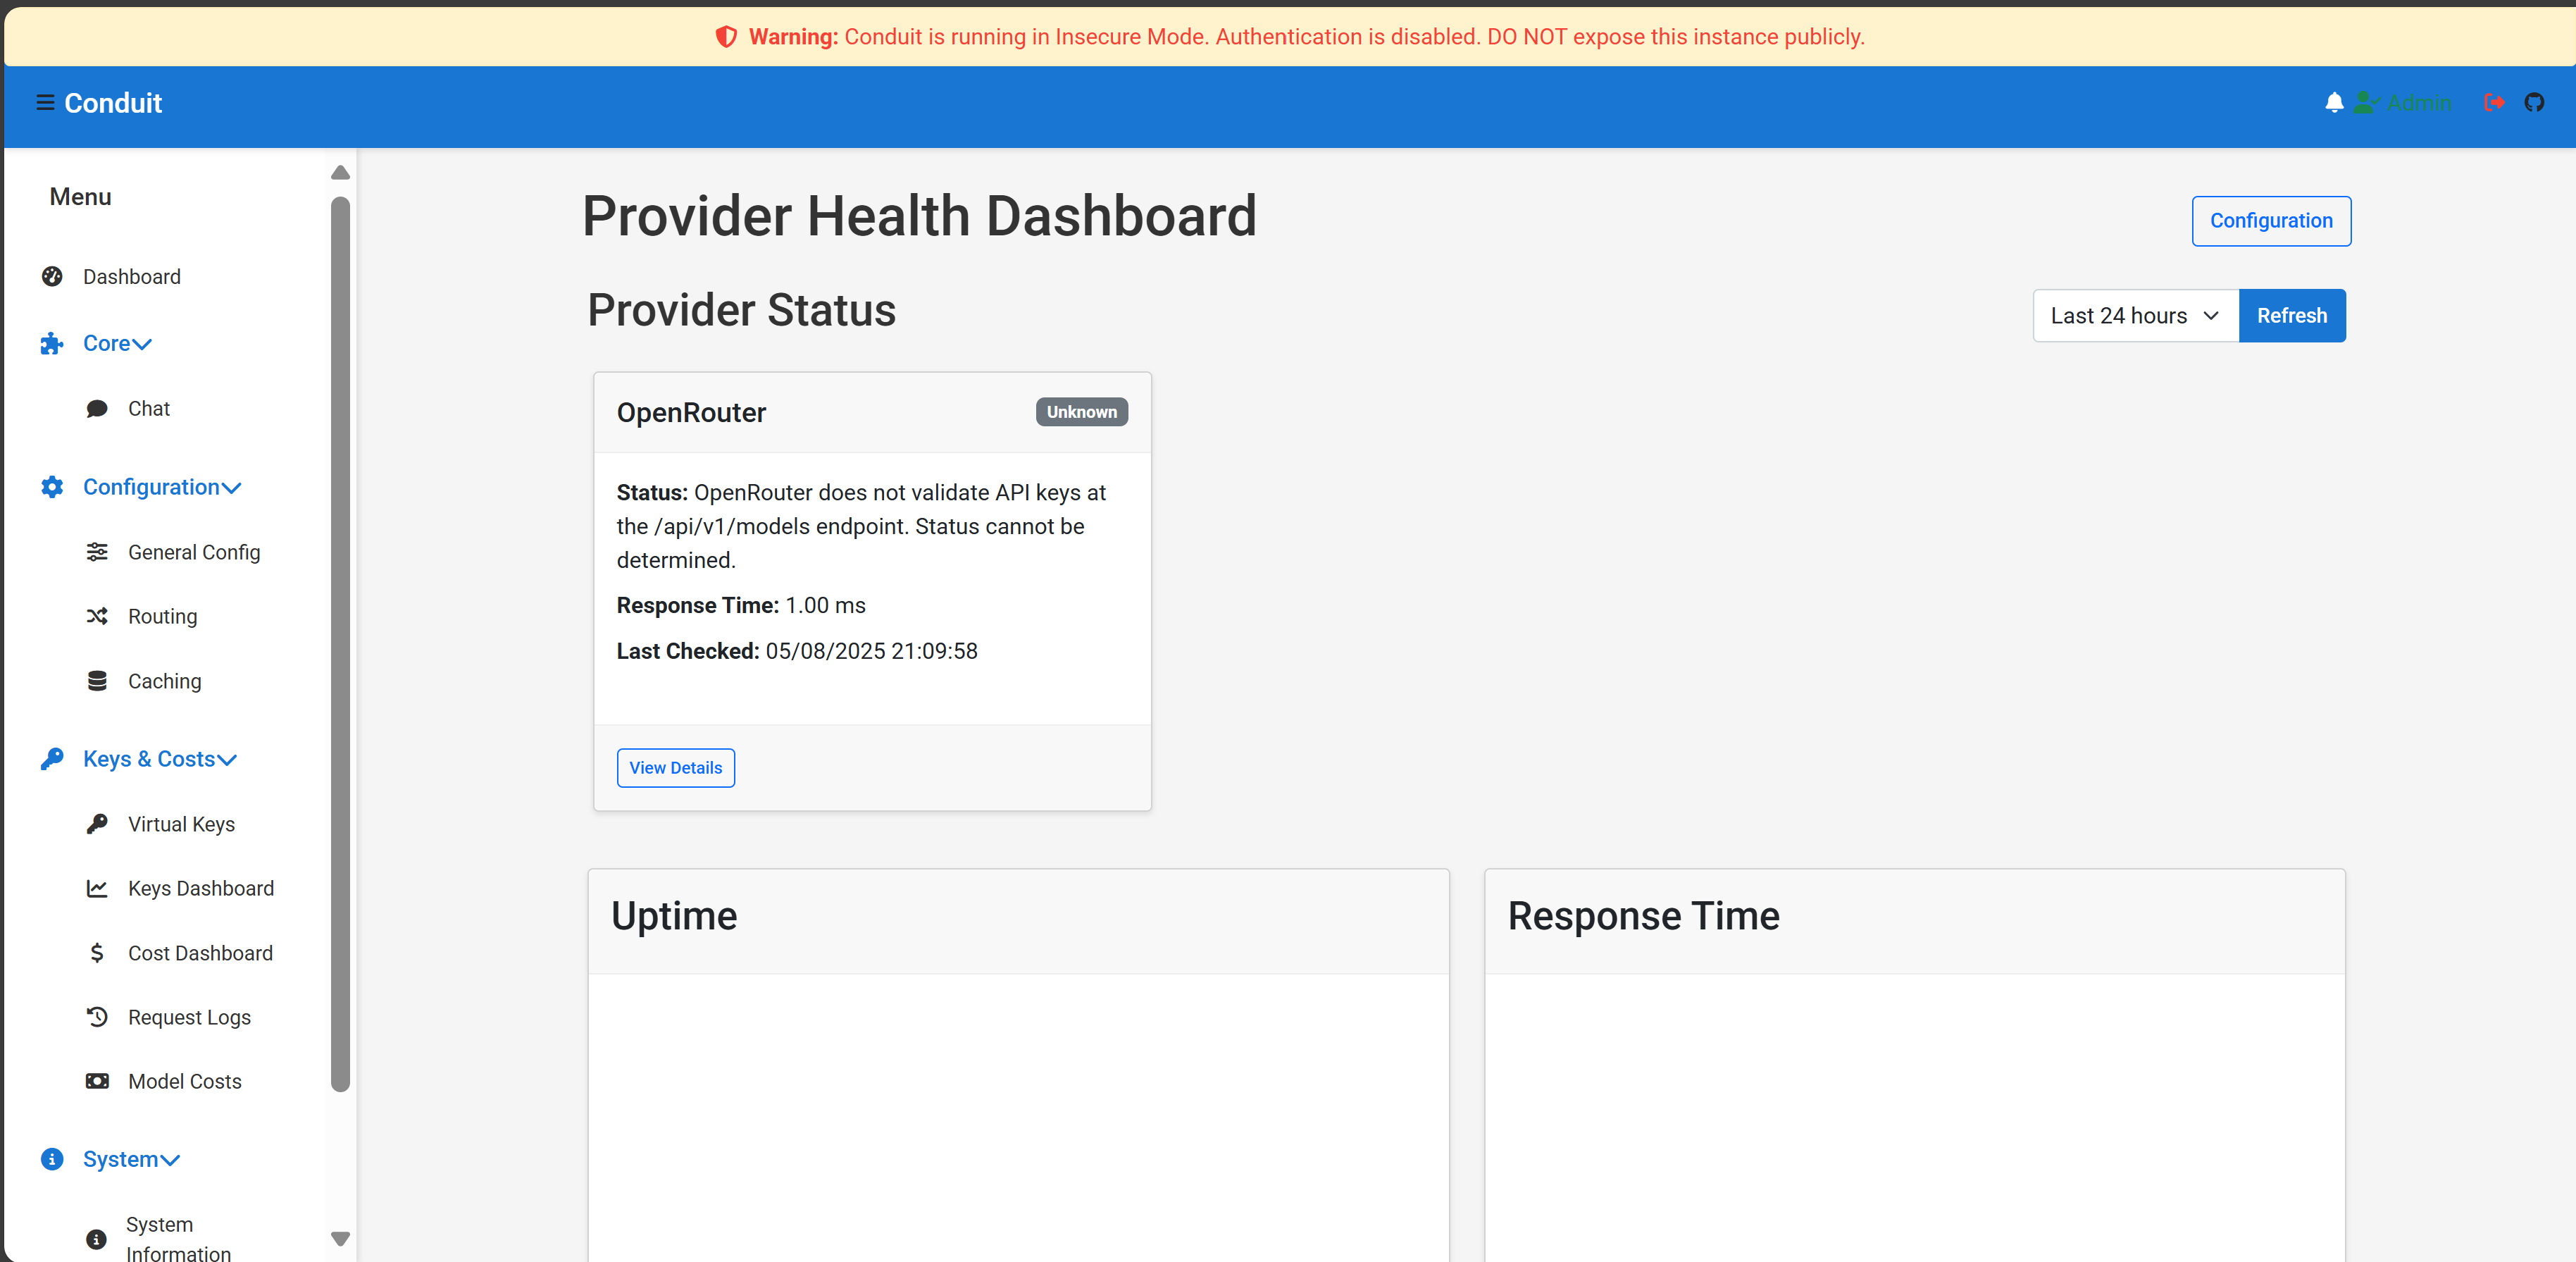 Warning: Conduit is running in Insecure Mode. Authentication is disabled. DO NOT expose this instance publicly.
Conduit
Admin
Menu
Dashboard
Core
Chat
Configuration
General Config
Routing
Caching
Keys & Costs
Virtual Keys
Keys Dashboard
Cost Dashboard
Request Logs
Model Costs
System
System
Information
Provider Health Dashboard
Configuration
Provider Status
Last 24 hours
Refresh
OpenRouter
Unknown
Status: OpenRouter does not validate API keys at
the /api/v1/models endpoint. Status cannot be
determined.
Response Time: 1.00 ms
Last Checked: 05/08/2025 21:09:58
View Details
Uptime
Response Time